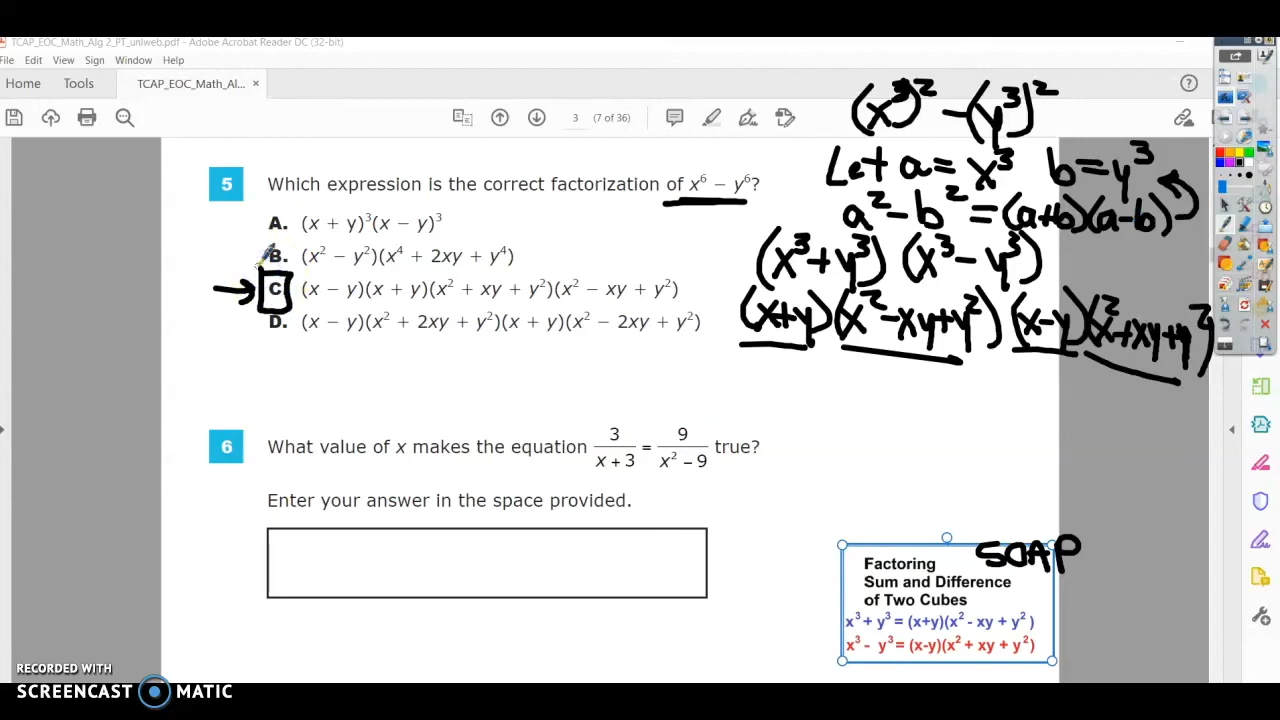 TCAP_EOC_Math_Alg 2_PT_uniweb.pdf - Adobe Acrobat Reader DC (32-bit)
File Edit View Sign Window Help
Home Tools TCAP_EOC_Math_Al... ×
3 (7 of 36)
5 Which expression is the correct factorization of x⁶ – y⁶?
A. (x + y)³(x – y)³
B. (x² – y²)(x⁴ + 2xy + y⁴)
C. (x – y)(x + y)(x² + xy + y²)(x² – xy + y²)
D. (x – y)(x² + 2xy + y²)(x + y)(x² – 2xy + y²)
(x³)² – (y³)²
Let a = x³ b = y³
a² – b² = (a+b)(a–b)
(x³ + y³) (x³ – y³)
(x+y)(x² – xy + y²)(x–y)(x² + xy + y²)
6 What value of x makes the equation 3/(x + 3) = 9/(x² – 9) true?
Enter your answer in the space provided.
SOAP
Factoring
Sum and Difference
of Two Cubes
x³ + y³ = (x+y)(x² - xy + y²)
x³ - y³ = (x-y)(x² + xy + y²)
RECORDED WITH
SCREENCAST MATIC